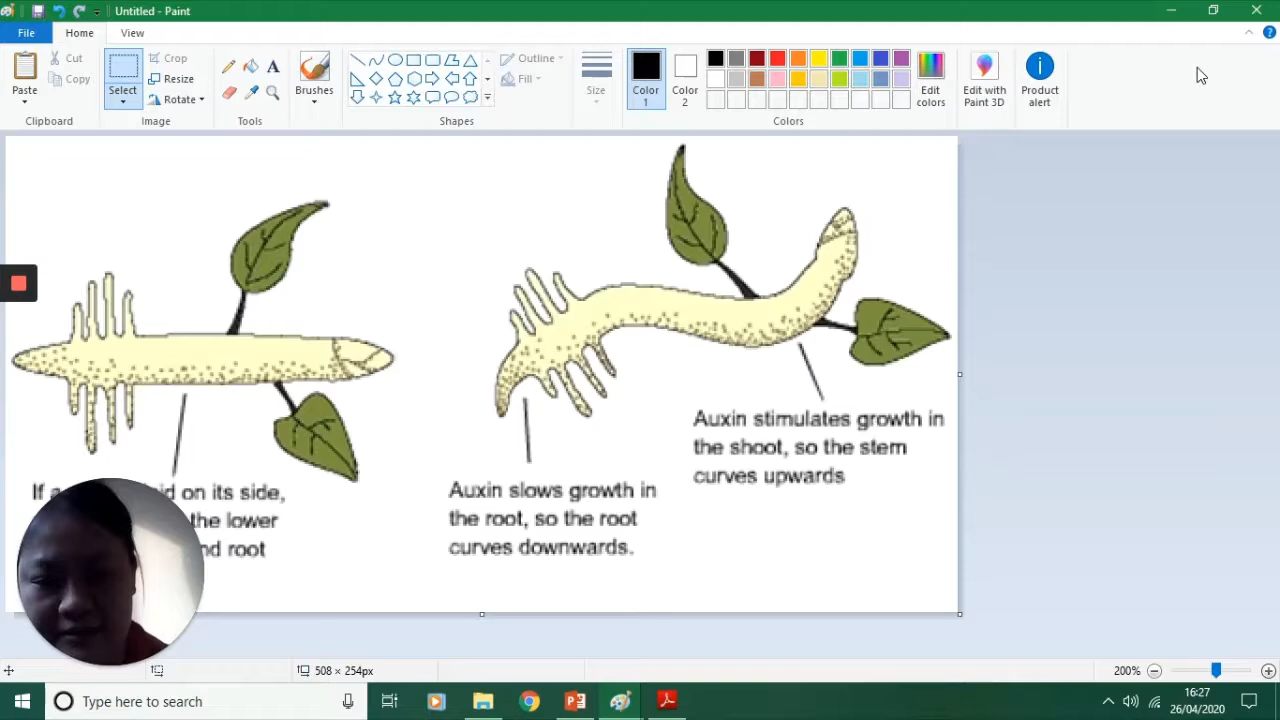 Untitled - Paint
File
Home
View
Paste
Cut
Copy
Clipboard
Select
Crop
Resize
Rotate
Image
A
Tools
Brushes
Shapes
Outline
Fill
Size
Color 1
Color 2
Colors
Edit colors
Edit with Paint 3D
Product alert
If a on its side,
the lower
root
Auxin slows growth in
the root, so the root
curves downwards.
Auxin stimulates growth in
the shoot, so the stem
curves upwards
508 × 254px
200%
Type here to search
16:27
26/04/2020